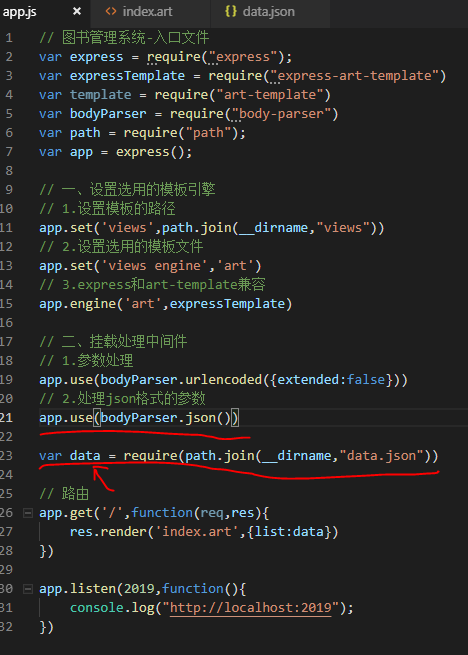 app.js × index.art {} data.json
1 // 图书管理系统-入口文件
2 var express = require("express");
3 var expressTemplate = require("express-art-template")
4 var template = require("art-template")
5 var bodyParser = require("body-parser")
6 var path = require("path");
7 var app = express();
8
9 // 一、设置选用的模板引擎
10 // 1.设置模板的路径
11 app.set('views',path.join(__dirname,"views"))
12 // 2.设置选用的模板文件
13 app.set('views engine','art')
14 // 3.express和art-template兼容
15 app.engine('art',expressTemplate)
16
17 // 二、挂载处理中间件
18 // 1.参数处理
19 app.use(bodyParser.urlencoded({extended:false}))
20 // 2.处理json格式的参数
21 app.use(bodyParser.json())
22
23 var data = require(path.join(__dirname,"data.json"))
24
25 // 路由
26 app.get('/',function(req,res){
27 res.render('index.art',{list:data})
28 })
29
30 app.listen(2019,function(){
31 console.log("http://localhost:2019");
32 })